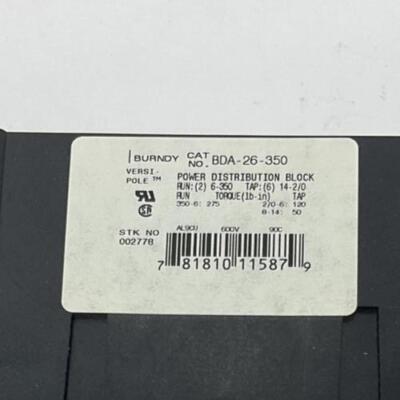 BURNDY CAT NO. BDA-26-350
VERSI-POLE™
POWER DISTRIBUTION BLOCK
RUN:(2) 6-350 TAP:(6) 14-2/0
RUN TORQUE(lb-in) TAP
350-6: 275 2/0-6: 120
8-14: 50
STK NO
002778
AL9CU 600V 90C
7 81810 11587 9